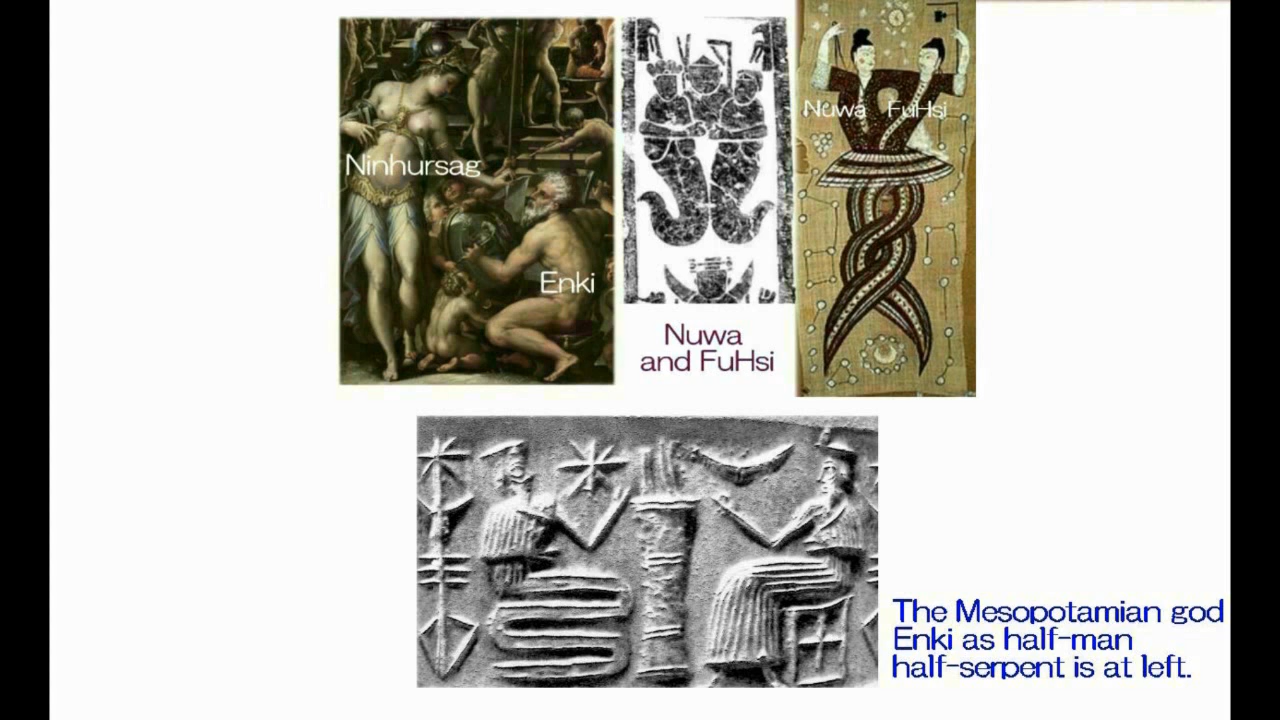 Ninhursag
Enki
Nuwa FuHsi
Nuwa
and FuHsi
The Mesopotamian god
Enki as half-man
half-serpent is at left.